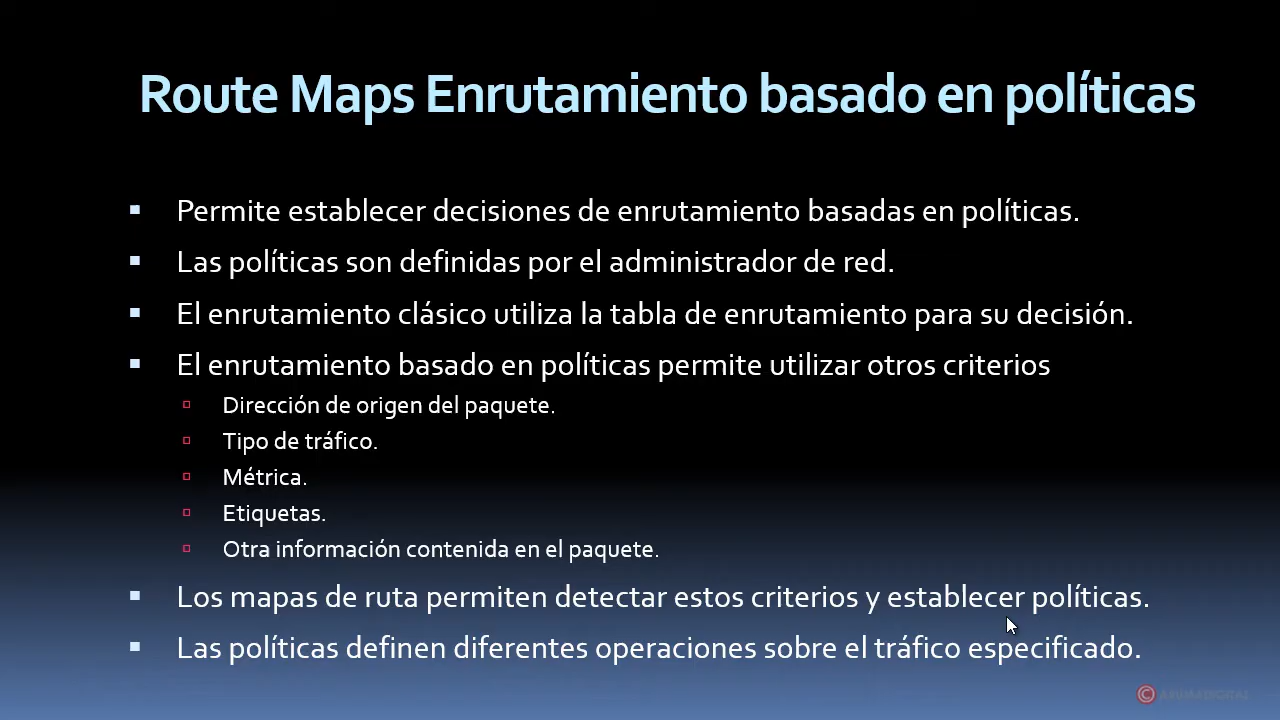 Route Maps Enrutamiento basado en políticas
Permite establecer decisiones de enrutamiento basadas en políticas.
Las políticas son definidas por el administrador de red.
El enrutamiento clásico utiliza la tabla de enrutamiento para su decisión.
El enrutamiento basado en políticas permite utilizar otros criterios
Dirección de origen del paquete.
Tipo de tráfico.
Métrica.
Etiquetas.
Otra información contenida en el paquete.
Los mapas de ruta permiten detectar estos criterios y establecer políticas.
Las políticas definen diferentes operaciones sobre el tráfico especificado.
©